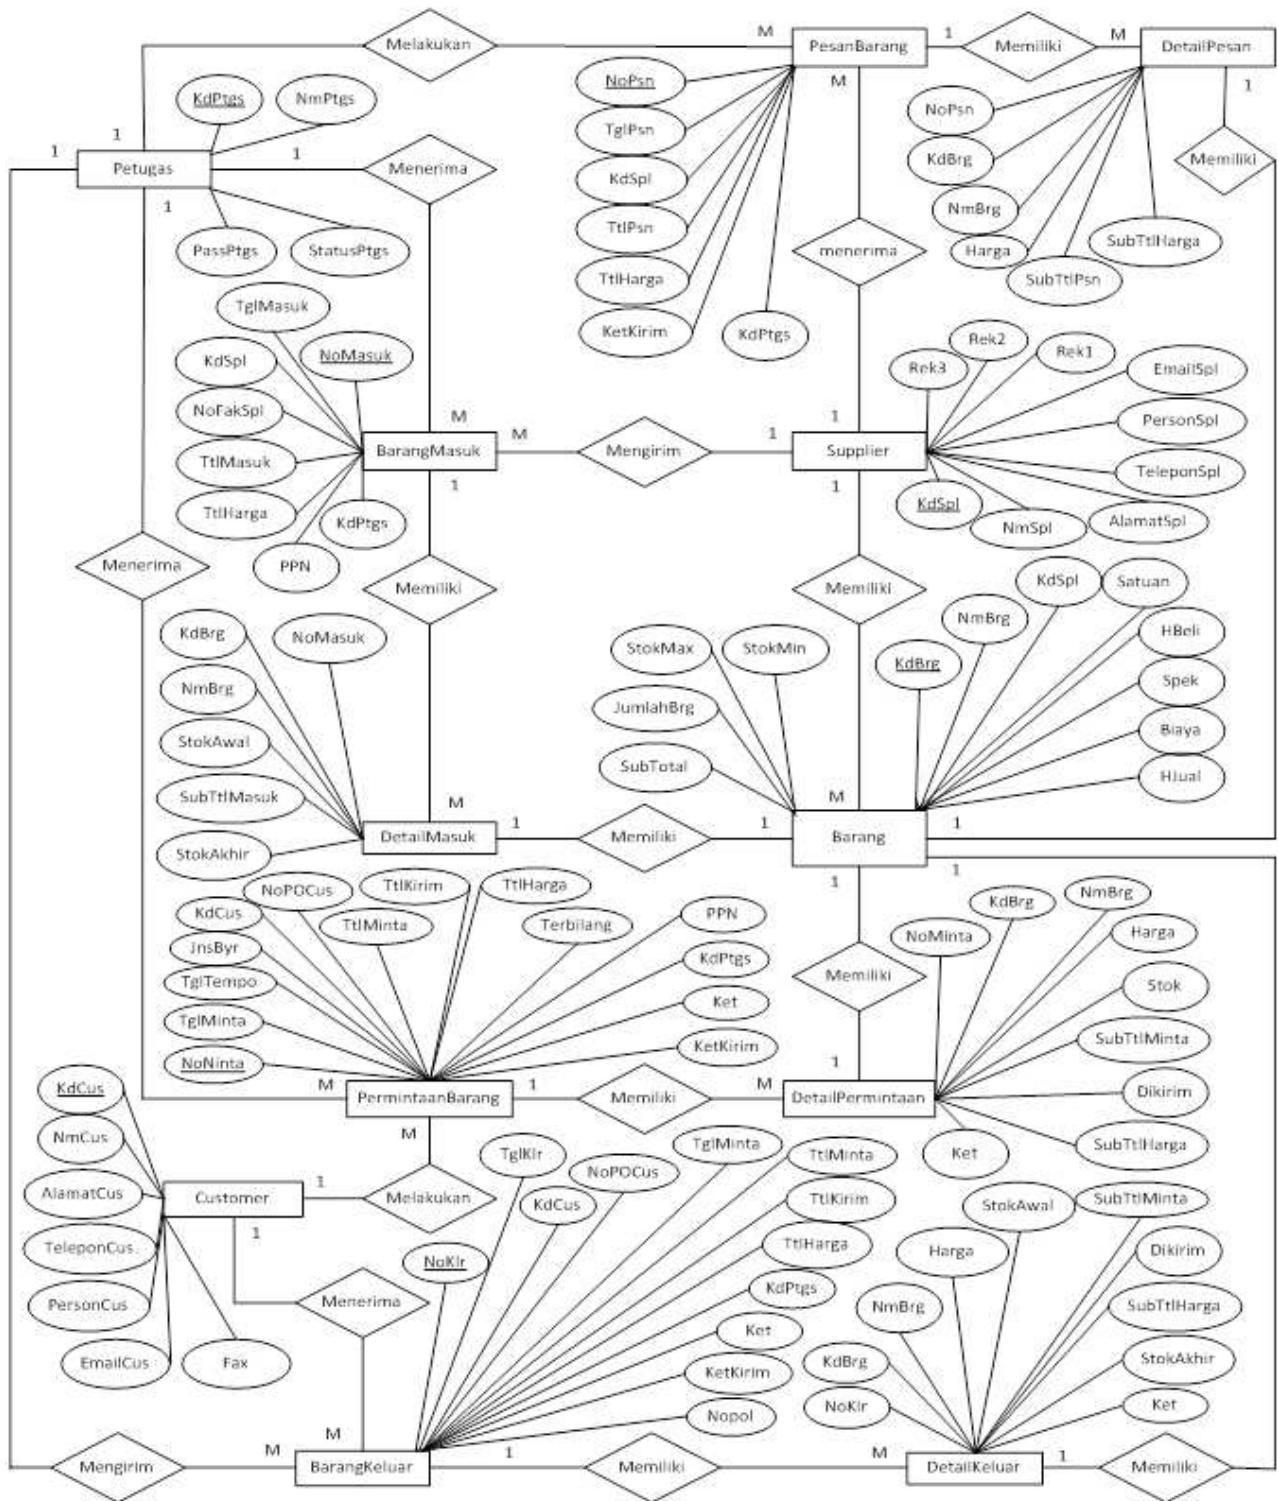 Melakukan
M
PesanBarang
1
Memiliki
M
DetailPesan
KdPtgs
NmPtgs
NoPsn
M
1
1
1
Petugas
1
Menerima
TglPsn
NoPsn
Memiliki
1
KdSpl
KdBrg
TtlPsn
NmBrg
PassPtgs
StatusPtgs
menerima
Harga
SubTtlHarga
TtlHarga
SubTtlPsn
TglMasuk
KetKirim
KdPtgs
NoMasuk
KdSpl
Rek3
Rek2
Rek1
EmailSpl
NoFakSpl
M
1
PersonSpl
BarangMasuk
M
Mengirim
1
Supplier
TtlMasuk
1
1
TeleponSpl
TtlHarga
KdPtgs
KdSpl
NmSpl
AlamatSpl
Menerima
PPN
Memiliki
Memiliki
KdSpl
Satuan
NmBrg
KdBrg
NoMasuk
StokMax
StokMin
KdBrg
HBeli
NmBrg
Spek
JumlahBrg
StokAwal
Biaya
SubTotal
HJual
SubTtlMasuk
M
M
DetailMasuk
1
Memiliki
1
Barang
1
StokAkhir
1
1
NoPOCus
TtlKirim
TtlHarga
KdBrg
NmBrg
KdCus
TtlMinta
Terbilang
PPN
NoMinta
Harga
JnsByr
KdPtgs
Memiliki
TglTempo
Stok
TglMinta
Ket
SubTtlMinta
NoNinta
KetKirim
KdCus
M
PermintaanBarang
1
Memiliki
M
1
DetailPermintaan
Dikirim
NmCus
M
TglKlr
TglMinta
TtlMinta
Ket
SubTtlHarga
AlamatCus
Customer
1
Melakukan
NoPOCus
TtlKirim
StokAwal
SubTtlMinta
1
KdCus
TeleponCus
NoKlr
TtlHarga
Harga
Dikirim
PersonCus
Menerima
KdPtgs
NmBrg
SubTtlHarga
Ket
EmailCus
Fax
KdBrg
StokAkhir
KetKirim
NoKlr
Ket
Nopol
M
Mengirim
M
BarangKeluar
1
Memiliki
M
DetailKeluar
1
Memiliki